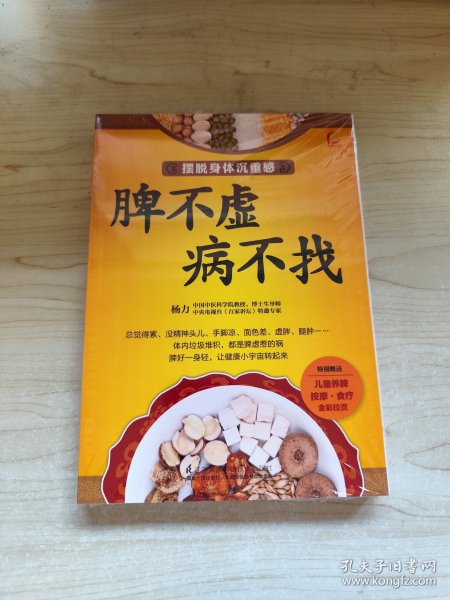 摆脱身体沉重感
脾不虚
病不找
杨力
中国中医科学院教授、博士生导师
中央电视台《百家讲坛》特邀专家
总觉得累、没精神头儿、手脚凉、面色差、虚胖、腿肿……
体内垃圾堆积，都是脾虚惹的祸
脾好一身轻，让健康小宇宙转起来
特别赠送
儿童养脾
按摩·食疗
全彩拉页
孔夫子旧书网
www.kongfz.com